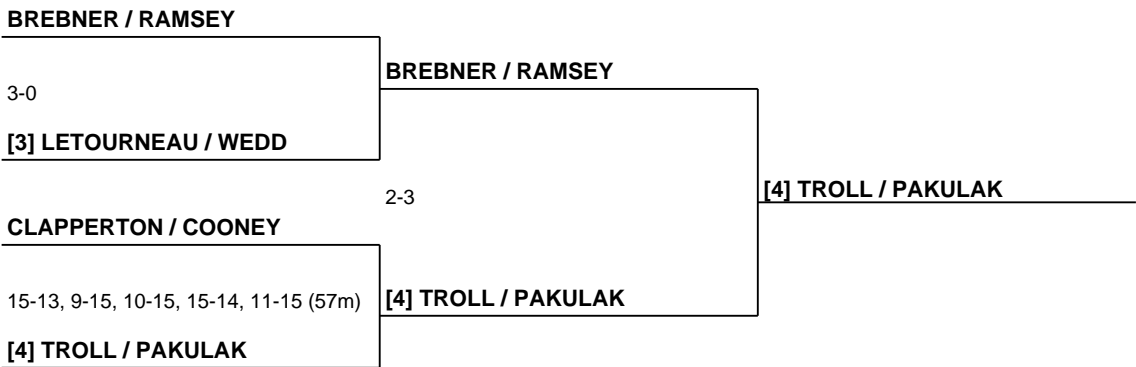 BREBNER / RAMSEY
3-0
[3] LETOURNEAU / WEDD
BREBNER / RAMSEY
2-3
[4] TROLL / PAKULAK
CLAPPERTON / COONEY
15-13, 9-15, 10-15, 15-14, 11-15 (57m)
[4] TROLL / PAKULAK
[4] TROLL / PAKULAK